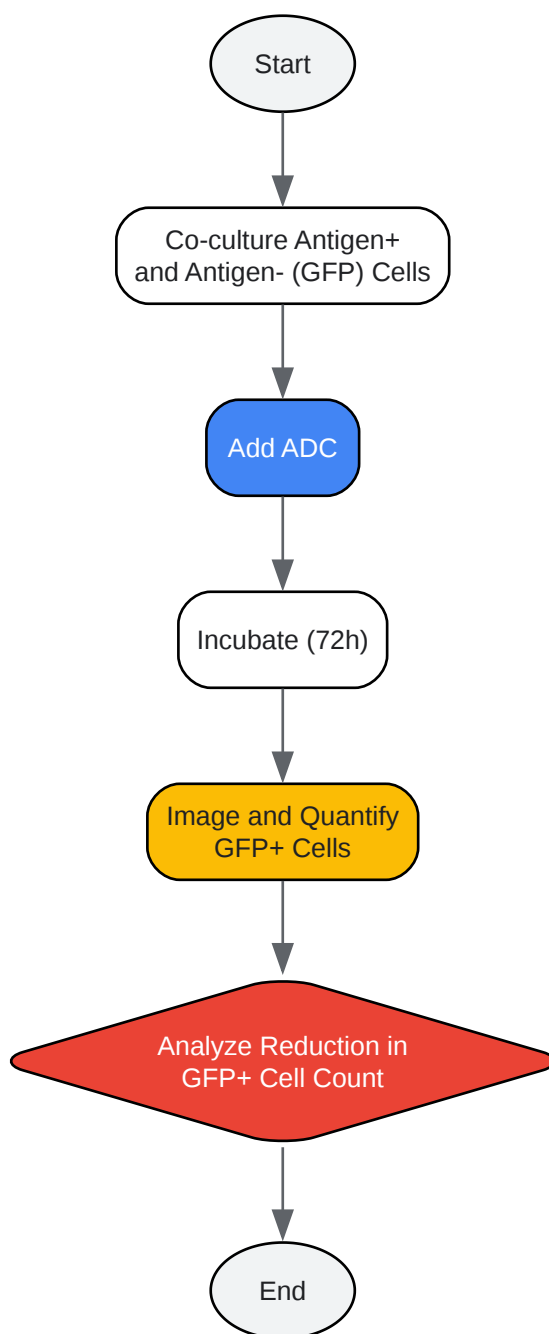 Start
Co-culture Antigen+
and Antigen- (GFP) Cells
Add ADC
Incubate (72h)
Image and Quantify
GFP+ Cells
Analyze Reduction in
GFP+ Cell Count
End